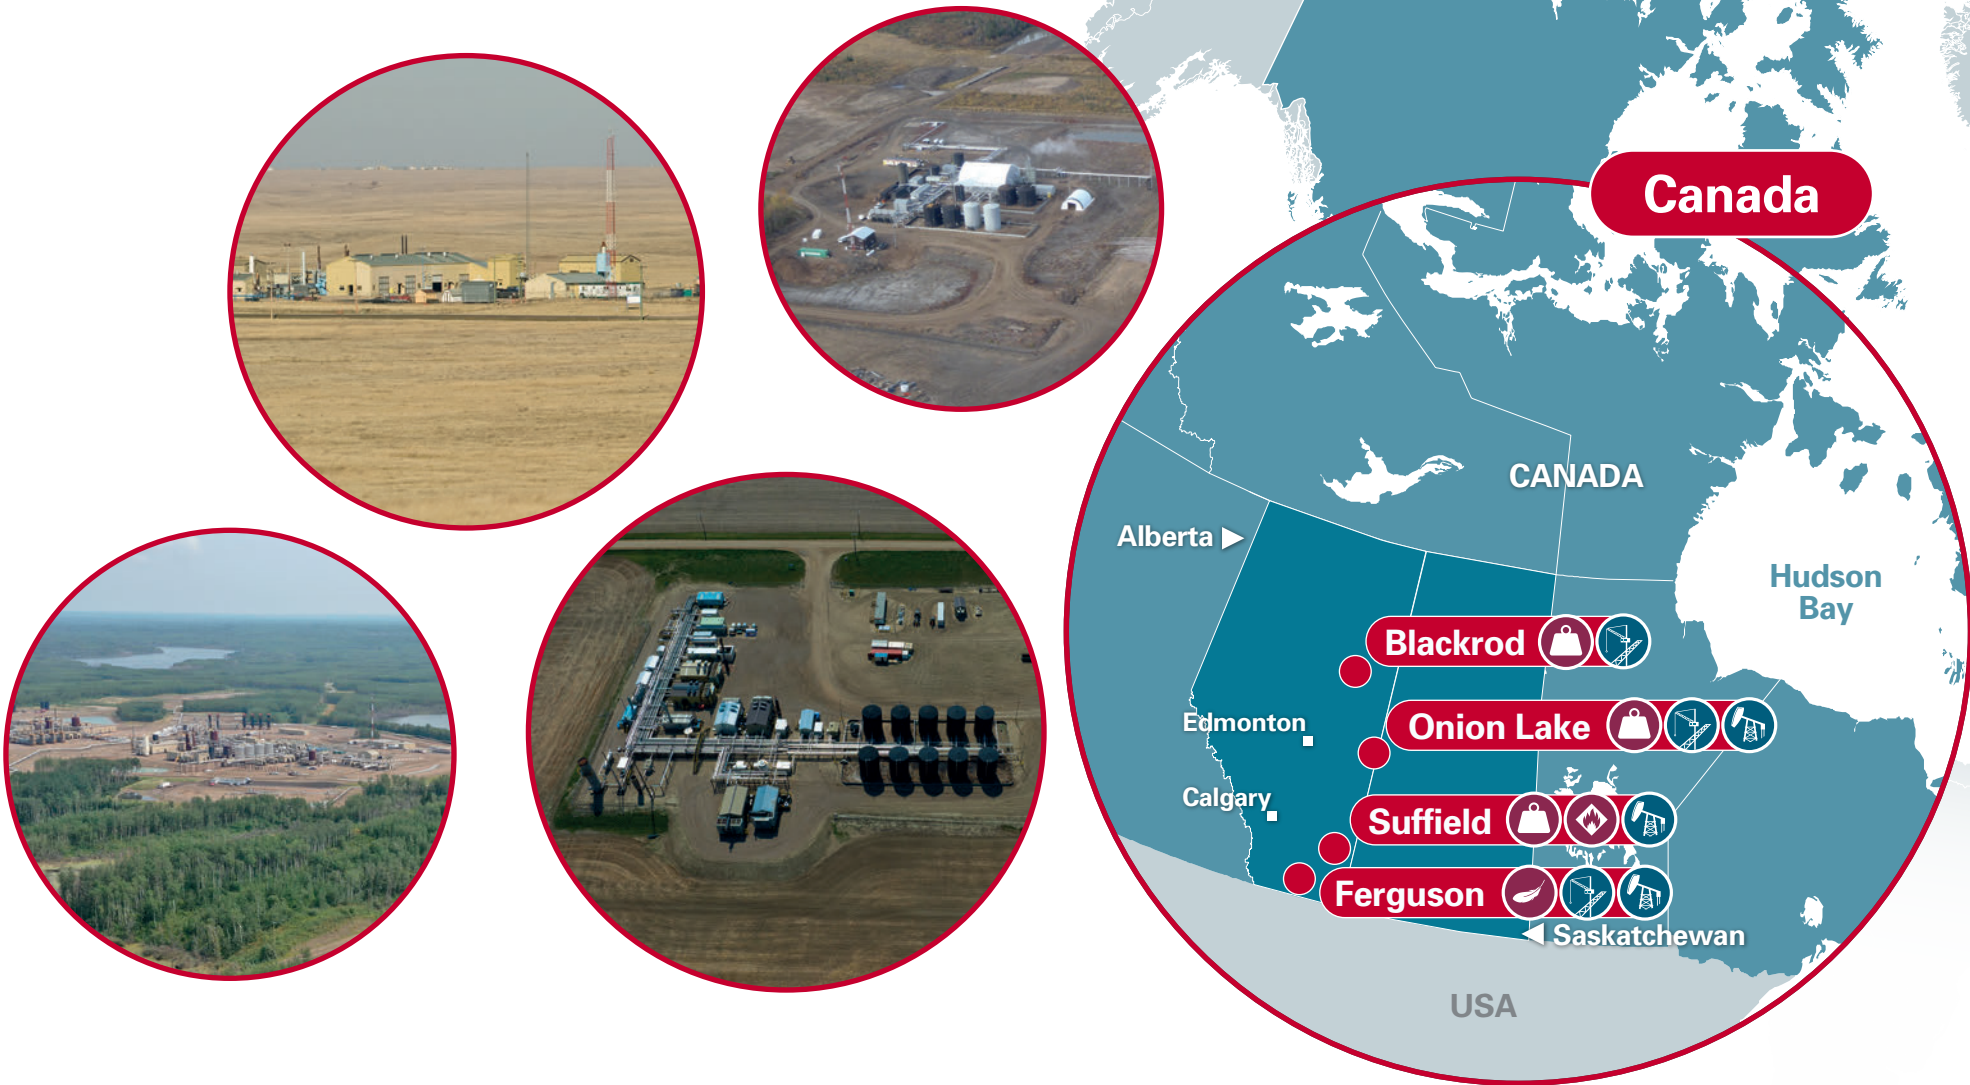 Canada
CANADA
Alberta
Hudson
Bay
Blackrod
Edmonton
Onion Lake
Calgary
Suffield
Ferguson
Saskatchewan
USA